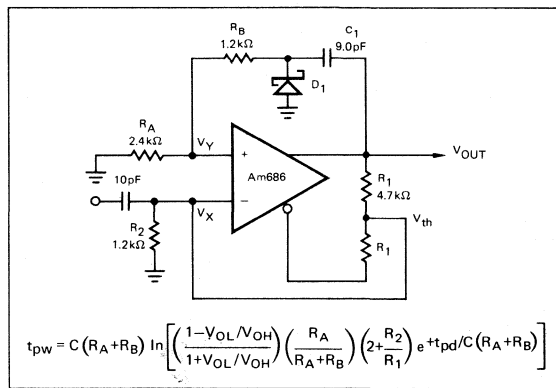 R_B
1.2kΩ
C_1
9.0pF
D_1
R_A
2.4kΩ
V_Y
+
Am686
V_OUT
10pF
V_X
−
R_1
4.7kΩ
V_th
R_2
1.2kΩ
R_1
t_pw = C (R_A+R_B) ln [ ( 1−V_OL/V_OH / 1+V_OL/V_OH ) ( R_A / R_A+R_B ) ( 2+ R_2 / R_1 ) e^+t_pd/C(R_A+R_B) ]